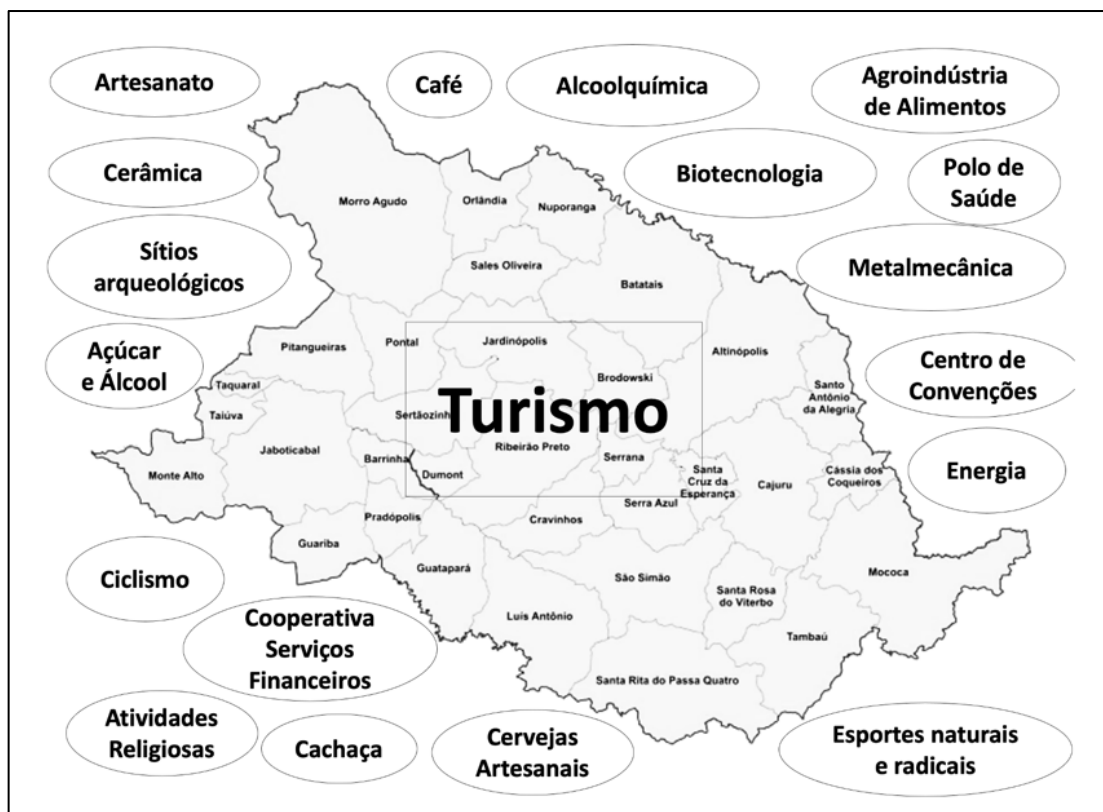 Artesanato
Café
Alcoolquímica
Agroindústria
de Alimentos
Cerâmica
Biotecnologia
Polo de
Saúde
Morro Agudo
Orlândia
Nuporanga
Sítios
arqueológicos
Sales Oliveira
Metalmecânica
Batatais
Açúcar
e Álcool
Pitangueiras
Pontal
Jardinópolis
Altinópolis
Centro de
Convenções
Taquaral
Brodowski
Santo
Antônio
da Alegria
Taiúva
Sertãozinh
Turismo
Ribeirão Preto
Monte Alto
Jaboticabal
Barrinha
Dumont
Serrana
Santa
Cruz da
Esperança
Cajuru
Cássia dos
Coqueiros
Energia
Serra Azul
Pradópolis
Cravinhos
Guariba
Guatapará
Ciclismo
São Simão
Santa Rosa
do Viterbo
Mococa
Cooperativa
Serviços
Financeiros
Luís Antônio
Tambaú
Santa Rita do Passa Quatro
Atividades
Religiosas
Cachaça
Cervejas
Artesanais
Esportes naturais
e radicais